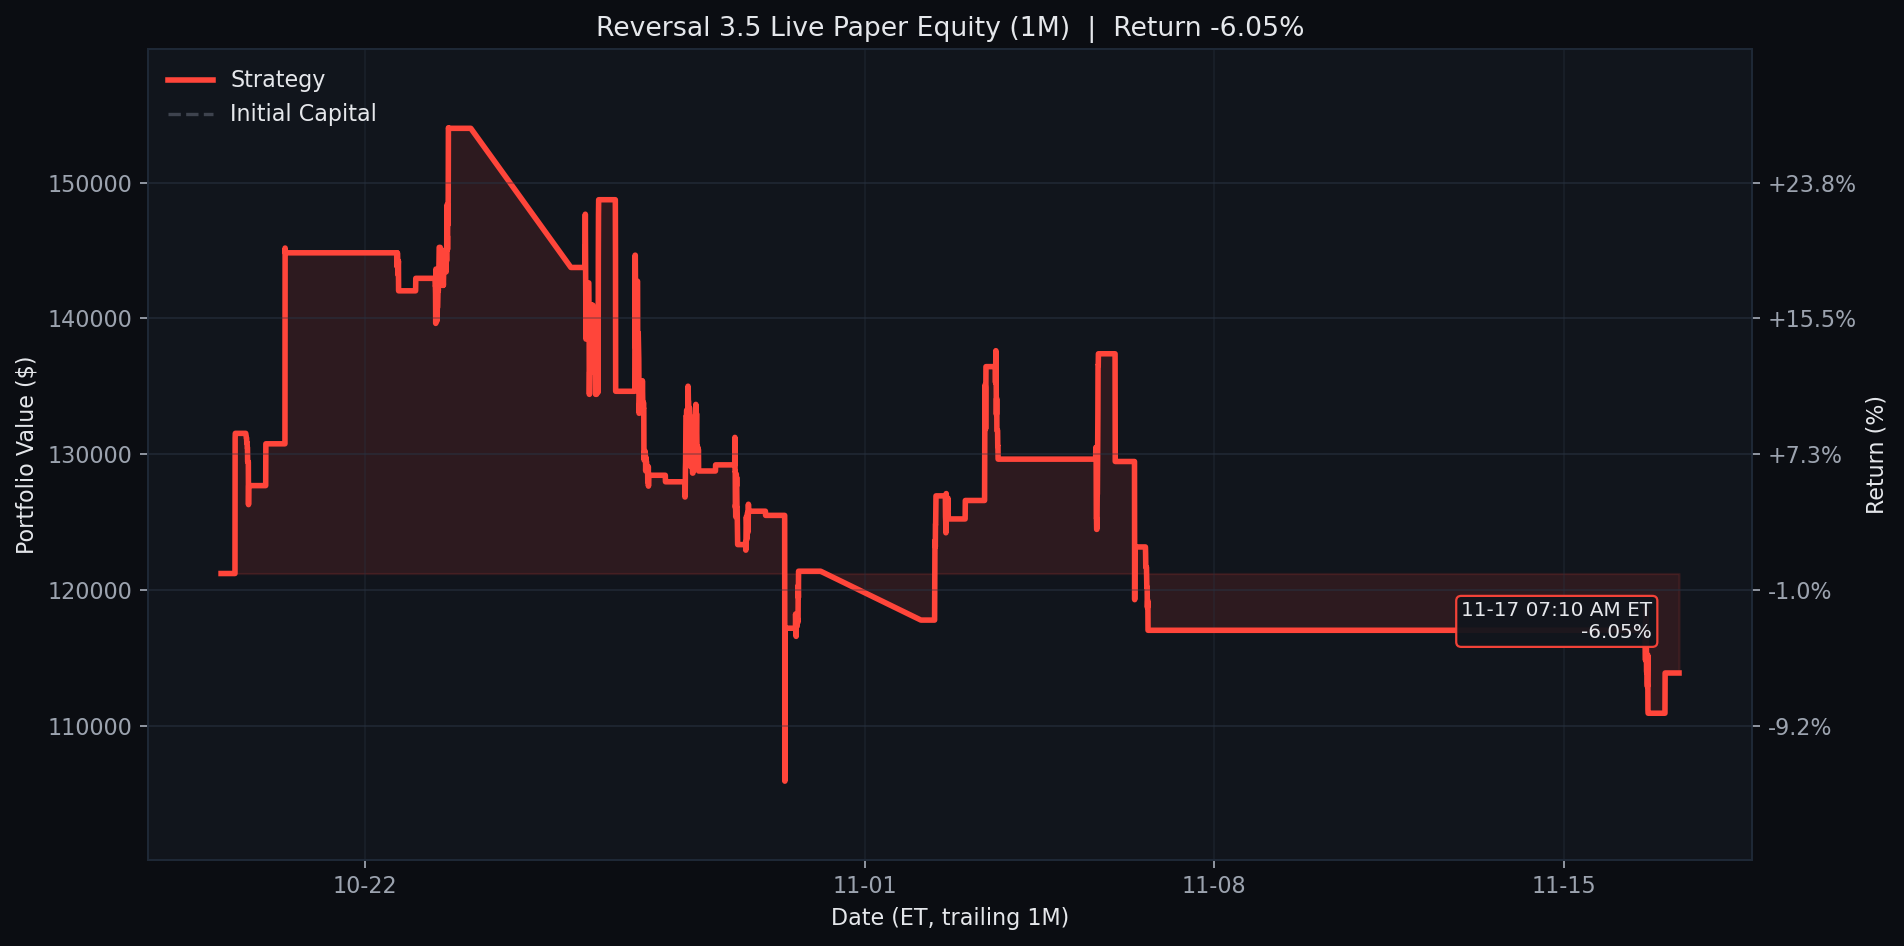 Reversal 3.5 Live Paper Equity (1M)  |  Return -6.05%
Strategy
Initial Capital
Portfolio Value ($)
150000
140000
130000
120000
110000
+23.8%
+15.5%
+7.3%
-1.0%
-9.2%
Return (%)
11-17 07:10 AM ET
-6.05%
10-22
11-01
11-08
11-15
Date (ET, trailing 1M)